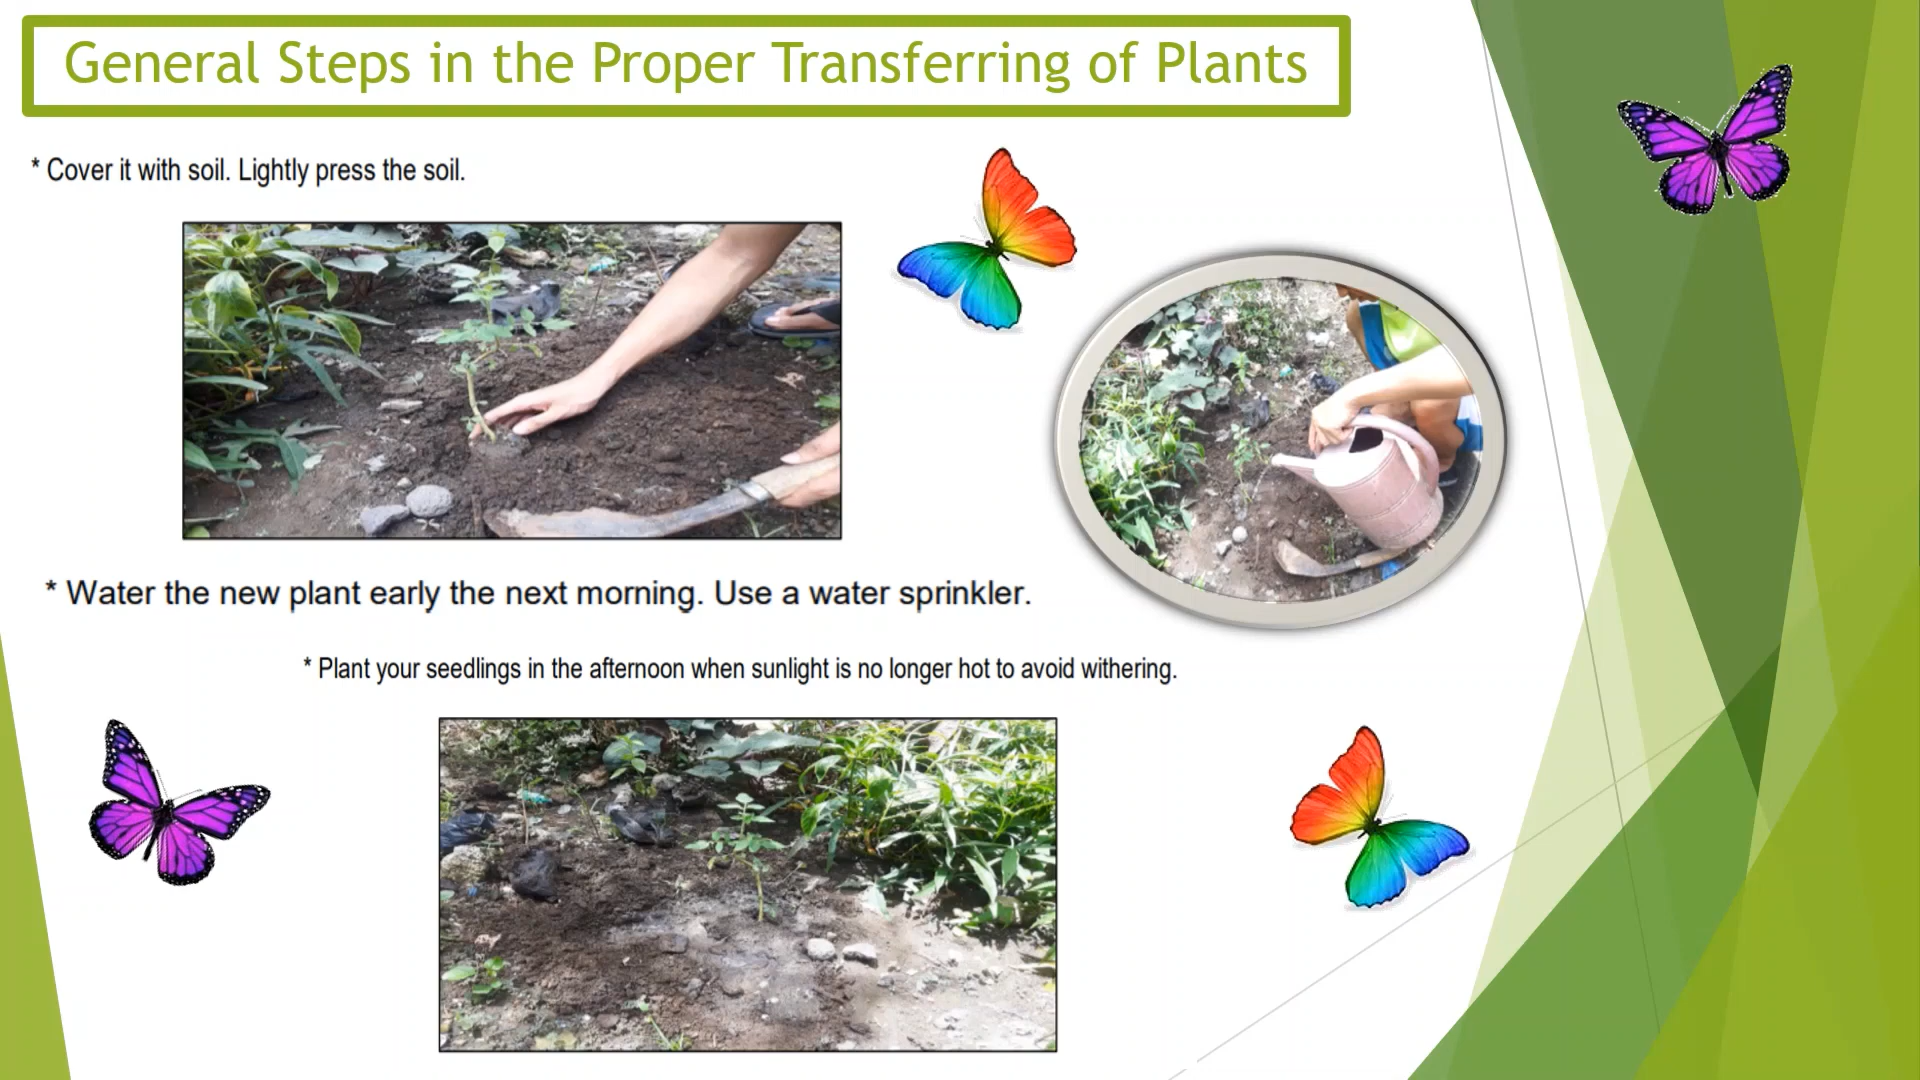 General Steps in the Proper Transferring of Plants
* Cover it with soil. Lightly press the soil.
* Water the new plant early the next morning. Use a water sprinkler.
* Plant your seedlings in the afternoon when sunlight is no longer hot to avoid withering.